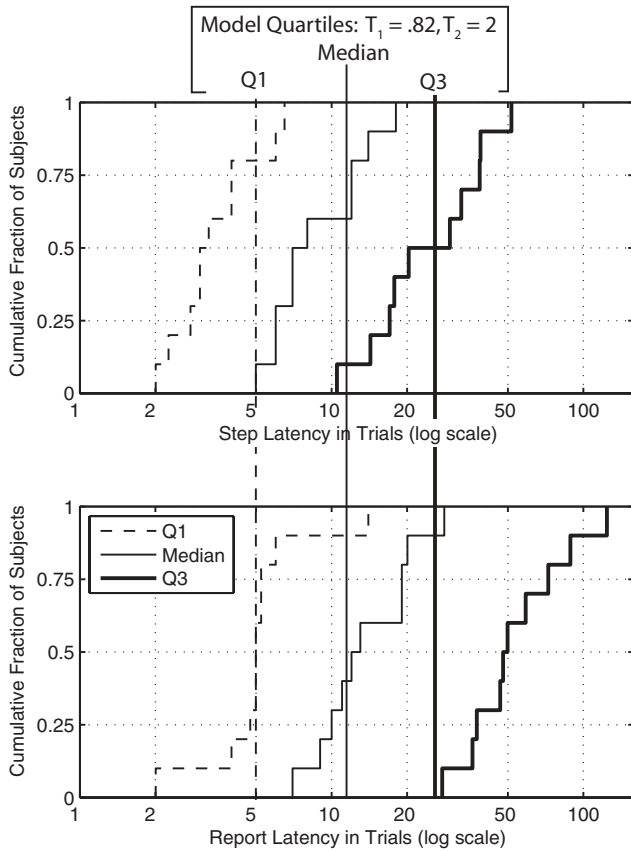 Model Quartiles: T1 = .82, T2 = 2
Median
Q1
Q3
1
0.75
0.5
0.25
0
Cumulative Fraction of Subjects
1 2 5 10 20 50 100
Step Latency in Trials (log scale)
1
0.75
0.5
0.25
0
Cumulative Fraction of Subjects
Q1
Median
Q3
1 2 5 10 20 50 100
Report Latency in Trials (log scale)